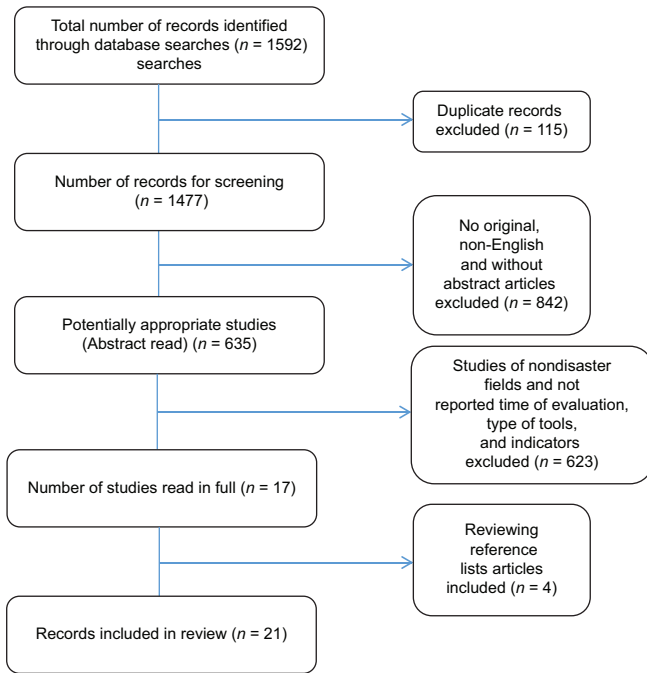 Total number of records identified
through database searches (n = 1592)
searches
Duplicate records
excluded (n = 115)
Number of records for screening
(n = 1477)
No original,
non-English
and without
abstract articles
excluded (n = 842)
Potentially appropriate studies
(Abstract read) (n = 635)
Studies of nondisaster
fields and not
reported time of evaluation,
type of tools,
and indicators
excluded (n = 623)
Number of studies read in full (n = 17)
Reviewing
reference
lists articles
included (n = 4)
Records included in review (n = 21)